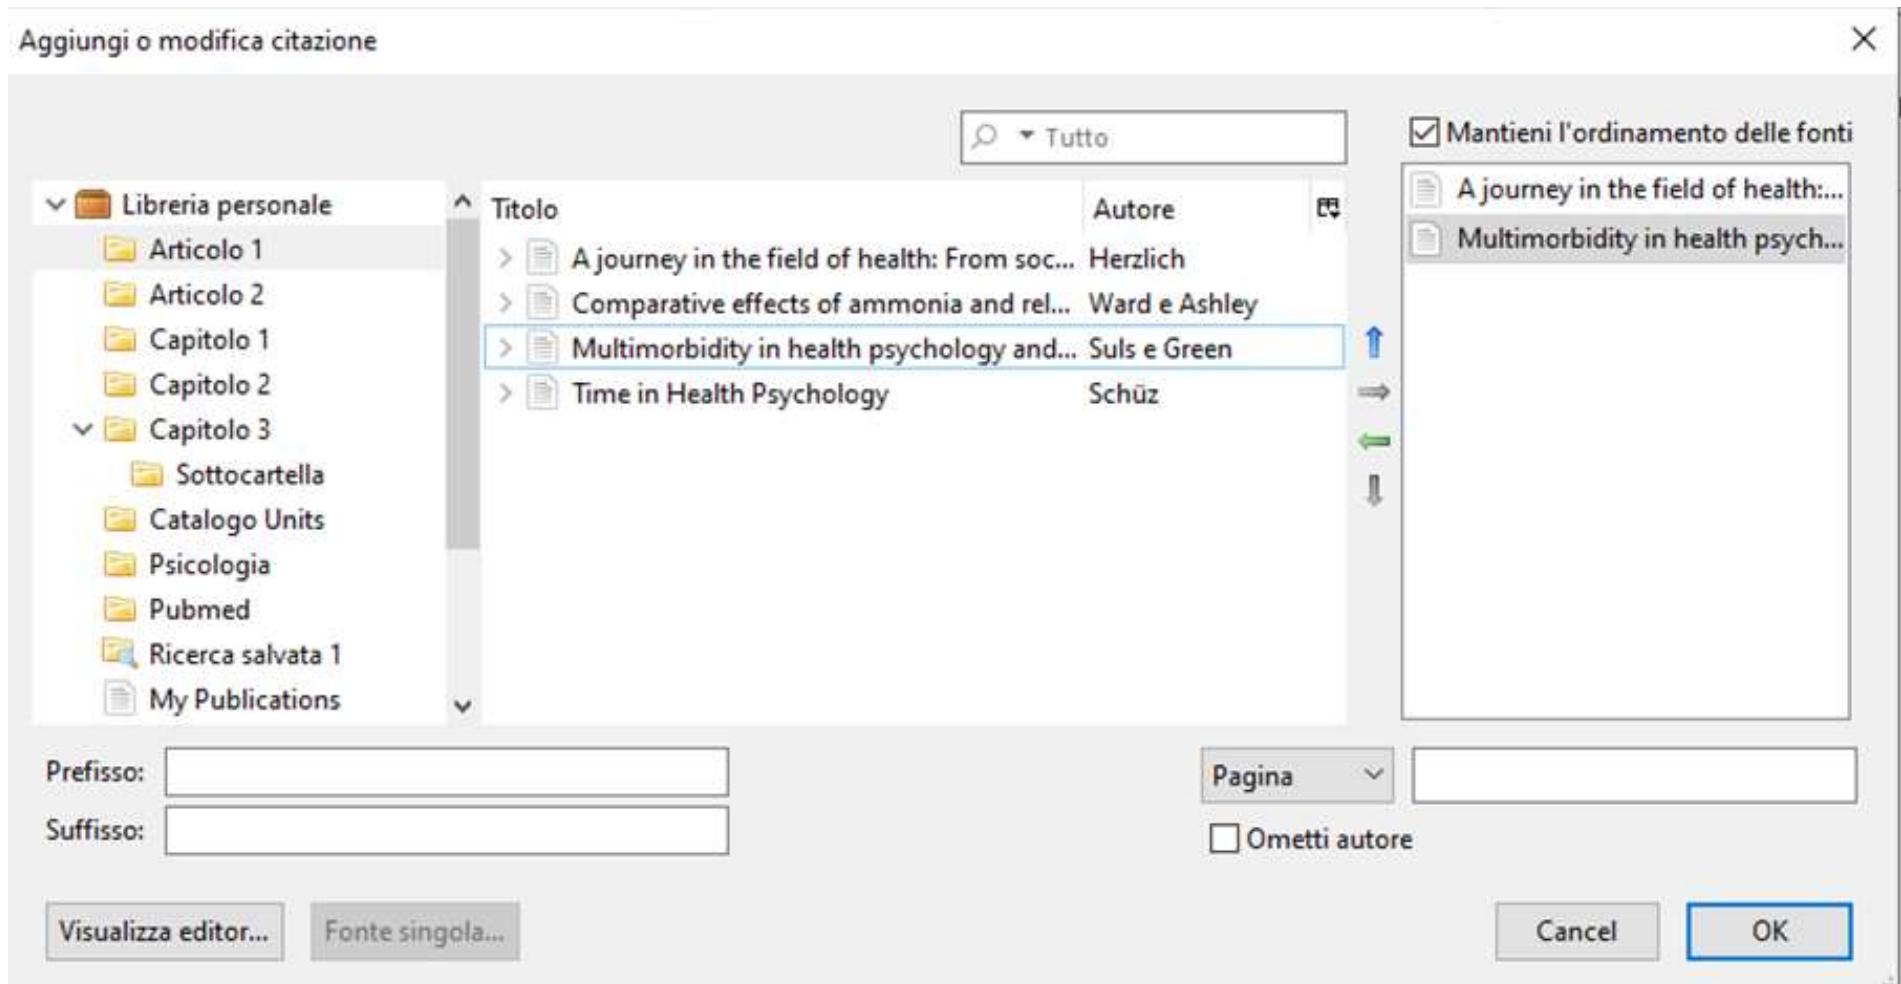 Aggiungi o modifica citazione
Tutto
Mantieni l'ordinamento delle fonti
Libreria personale
Articolo 1
Articolo 2
Capitolo 1
Capitolo 2
Capitolo 3
Sottocartella
Catalogo Units
Psicologia
Pubmed
Ricerca salvata 1
My Publications
Titolo Autore
A journey in the field of health: From soc... Herzlich
Comparative effects of ammonia and rel... Ward e Ashley
Multimorbidity in health psychology and... Suls e Green
Time in Health Psychology Schüz
A journey in the field of health:...
Multimorbidity in health psych...
Prefisso:
Suffisso:
Pagina
Ometti autore
Visualizza editor... Fonte singola... Cancel OK